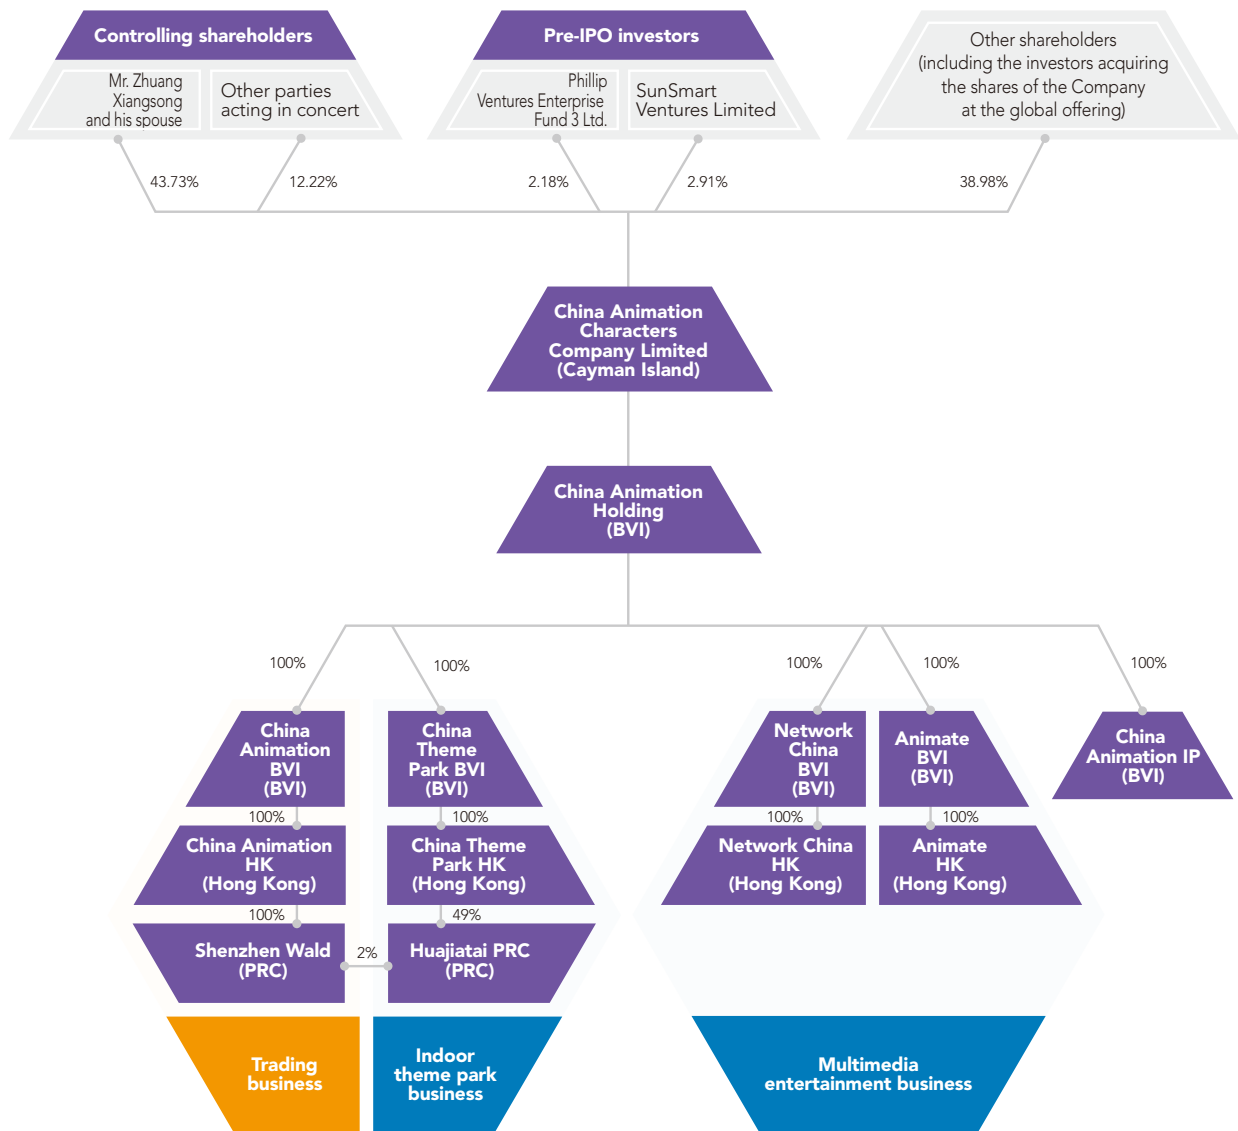 Controlling shareholders
Mr. Zhuang
Xiangsong
and his spouse
Other parties
acting in concert
Pre-IPO investors
Phillip
Ventures Enterprise
Fund 3 Ltd.
SunSmart
Ventures Limited
Other shareholders
(including the investors acquiring
the shares of the Company
at the global offering)
43.73%
12.22%
2.18%
2.91%
38.98%
China Animation
Characters
Company Limited
(Cayman Island)
China Animation
Holding
(BVI)
100%
100%
100%
100%
100%
China
Animation
BVI
(BVI)
China
Theme
Park BVI
(BVI)
Network
China
BVI
(BVI)
Animate
BVI
(BVI)
China
Animation IP
(BVI)
100%
100%
100%
100%
China Animation
HK
(Hong Kong)
China Theme
Park HK
(Hong Kong)
Network China
HK
(Hong Kong)
Animate
HK
(Hong Kong)
100%
49%
Shenzhen Wald
(PRC)
2%
Huajiatai PRC
(PRC)
Trading
business
Indoor
theme park
business
Multimedia
entertainment business